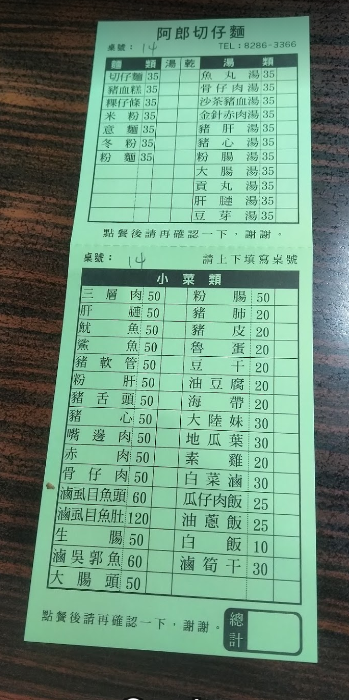 阿郎切仔麵
桌號： 14 TEL：8286-3366
麵類 湯 乾 湯類
切仔麵 35 魚丸湯 35
豬血糕 35 骨仔肉湯 35
粿仔條 35 沙茶豬血湯 35
米粉 35 金針赤肉湯 35
意麵 35 豬肝湯 35
冬粉 35 豬心湯 35
粉麵 35 粉腸湯 35
大腸湯 35
貢丸湯 35
肝腱湯 35
豆芽湯 35
點餐後請再確認一下，謝謝。
桌號： 14 請上下填寫桌號
小菜類
三層肉 50 粉腸 50
肝腱 50 豬肺 20
魷魚 50 豬皮 20
鯊魚 50 魯蛋 20
豬軟管 50 豆干 20
粉肝 50 油豆腐 20
豬舌頭 50 海帶 20
豬心 50 大陸妹 30
嘴邊肉 50 地瓜葉 30
赤肉 50 素雞 20
骨仔肉 50 白菜滷 30
滷虱目魚頭 60 瓜仔肉飯 25
滷虱目魚肚 120 油蔥飯 25
生腸 50 白飯 10
滷吳郭魚 60 滷筍干 30
大腸頭 50
點餐後請再確認一下，謝謝。 總計